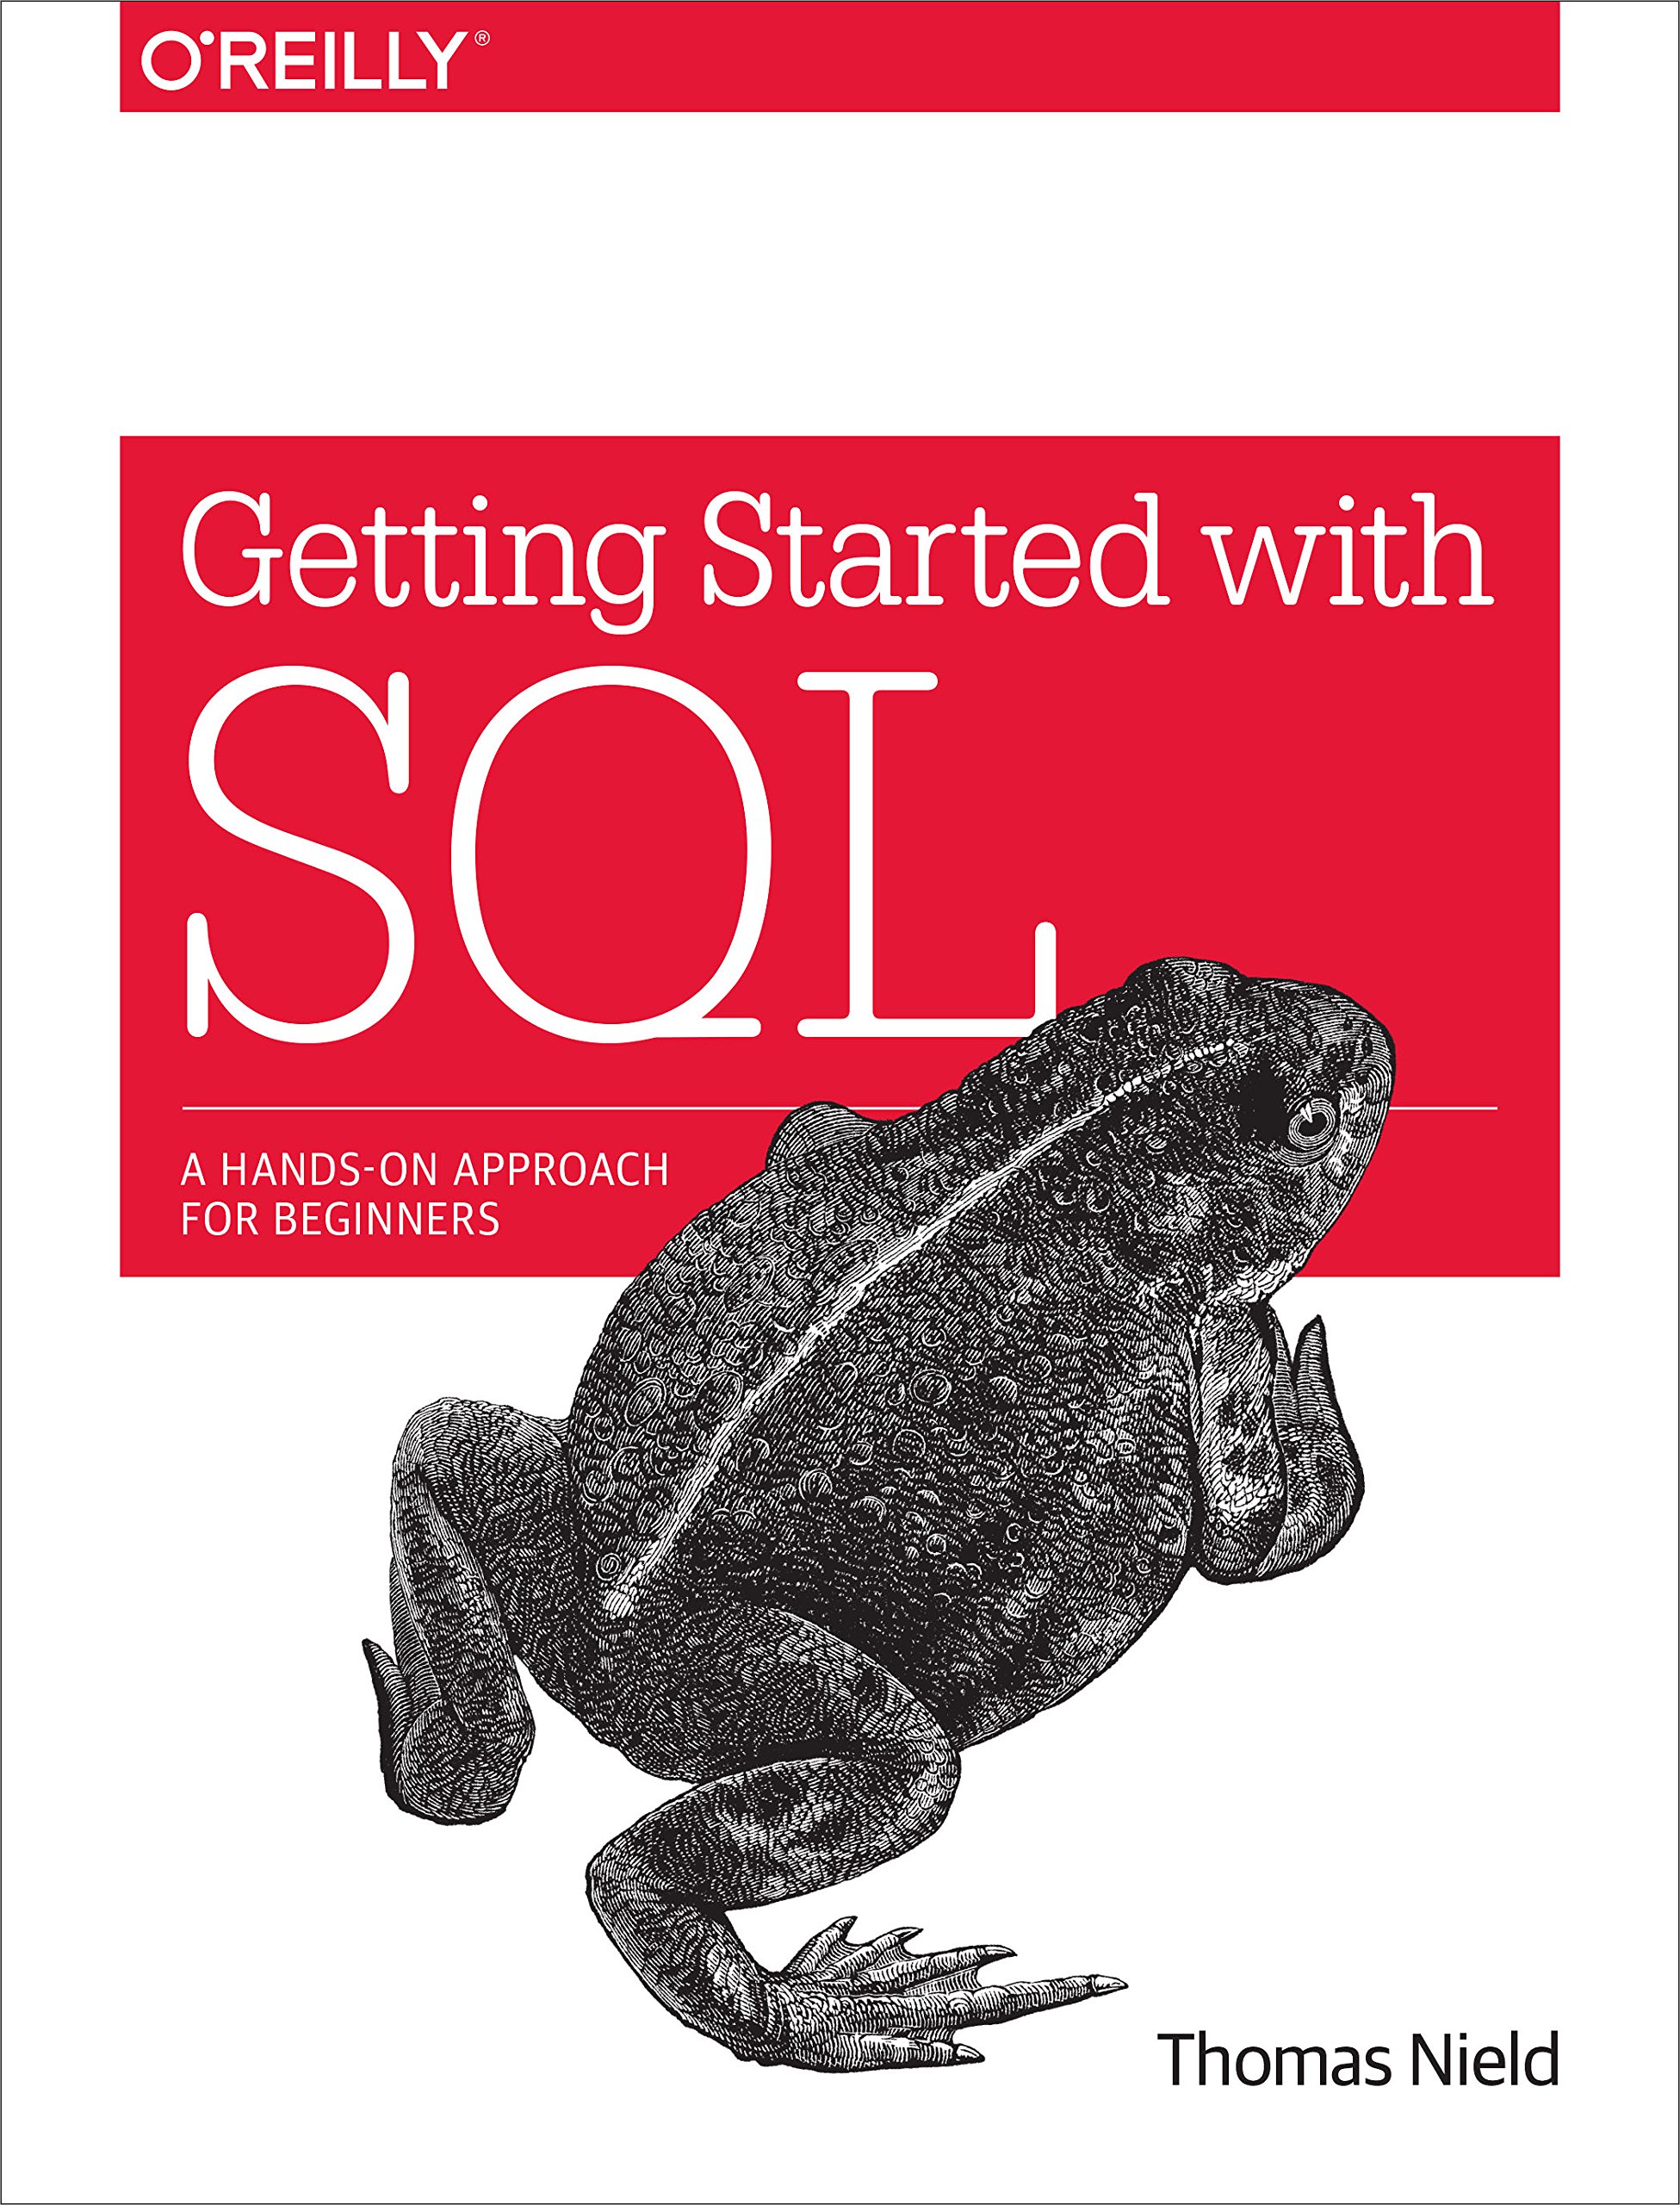 O'REILLY®
Getting Started with
SQL
A HANDS-ON APPROACH
FOR BEGINNERS
Thomas Nield